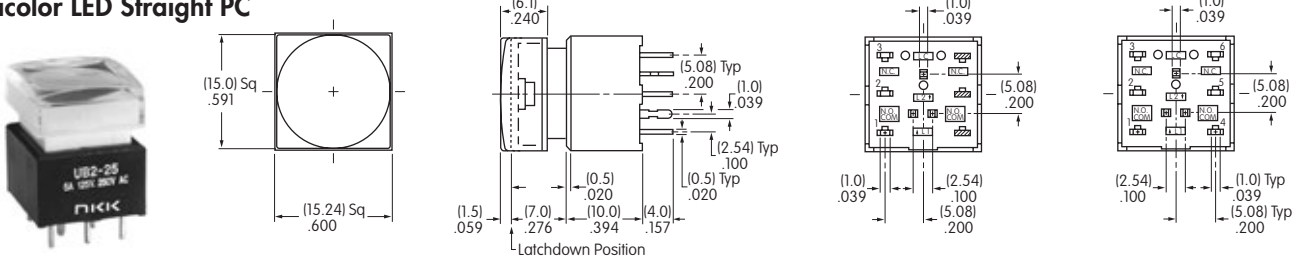 icolor LED Straight PC
UB2-25
5A 125V 250V AC
NKK
(15.0) Sq
.591
(15.24) Sq
.600
(6.1)
.240
(5.08) Typ
.200
(1.0)
.039
(2.54) Typ
.100
(0.5) Typ
.020
(0.5)
.020
(1.5)
.059
(7.0)
.276
(10.0)
.394
(4.0)
.157
Latchdown Position
(1.0)
.039
3
N.C.
N.C.
2
L2
N.O.
COM
N.O.
COM
1
(5.08)
.200
(1.0)
.039
(2.54)
.100
(5.08)
.200
(1.0)
.039
3
6
N.C.
N.C.
2
5
L2
N.O.
COM
N.O.
COM
1
4
(5.08)
.200
(2.54)
.100
(1.0) Typ
.039
(5.08) Typ
.200